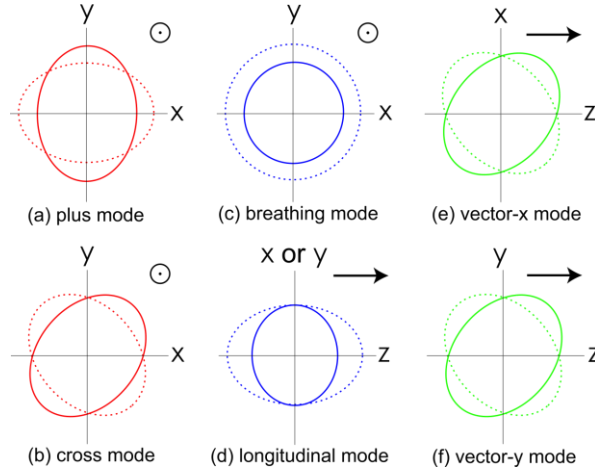 y
x
(a) plus mode
y
x
(c) breathing mode
x
z
(e) vector-x mode
y
x
(b) cross mode
x or y
z
(d) longitudinal mode
y
z
(f) vector-y mode